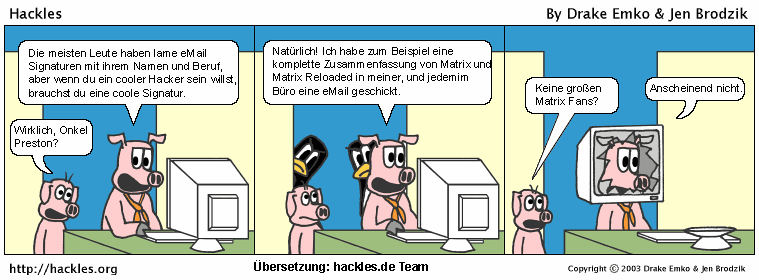 Hackles
By Drake Emko & Jen Brodzik
Die meisten Leute haben lame eMail
Signaturen mit ihrem Namen und Beruf,
aber wenn du ein cooler Hacker sein willst,
brauchst du eine coole Signatur.
Wirklich, Onkel
Preston?
Natürlich! Ich habe zum Beispiel eine
komplette Zusammenfassung von Matrix und
Matrix Reloaded in meiner, und jedemim
Büro eine eMail geschickt.
Keine großen
Matrix Fans?
Anscheinend nicht.
http://hackles.org
Übersetzung: hackles.de Team
Copyright © 2003 Drake Emko & Jen Brodzik